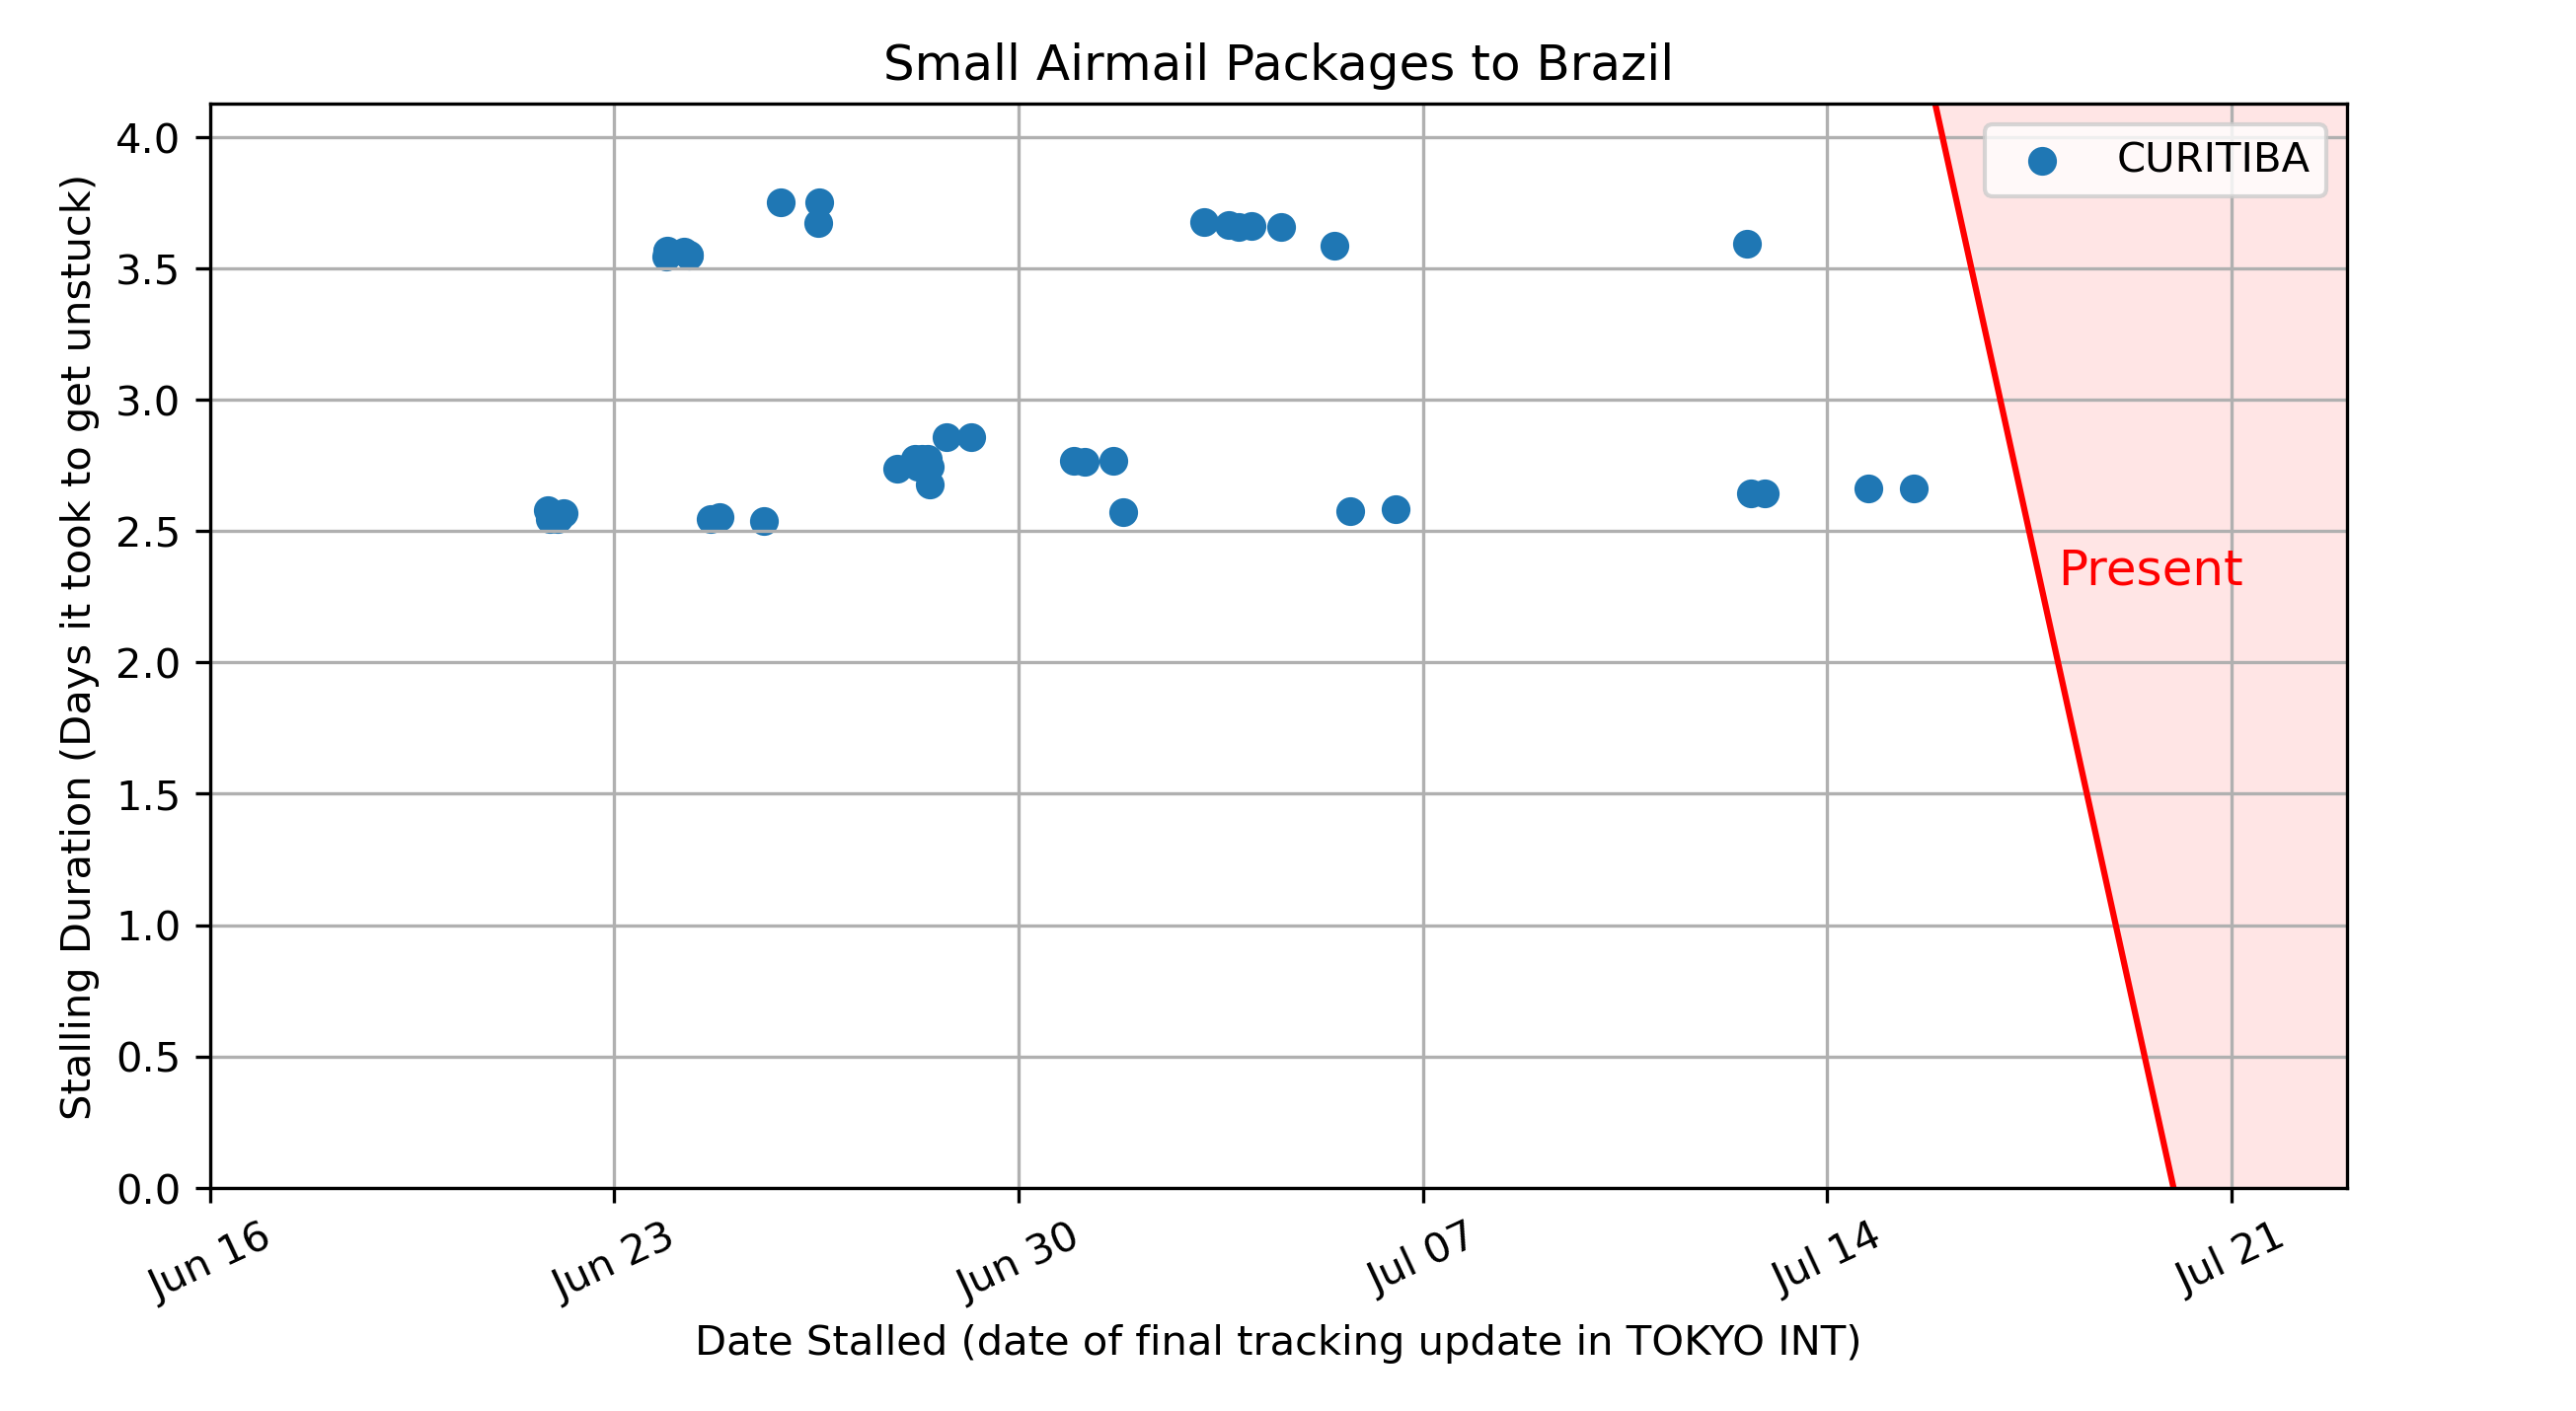 Small Airmail Packages to Brazil
4.0
3.5
3.0
2.5
2.0
1.5
1.0
0.5
0.0
Stalling Duration (Days it took to get unstuck)
CURITIBA
Present
Jun 16
Jun 23
Jun 30
Jul 07
Jul 14
Jul 21
Date Stalled (date of final tracking update in TOKYO INT)